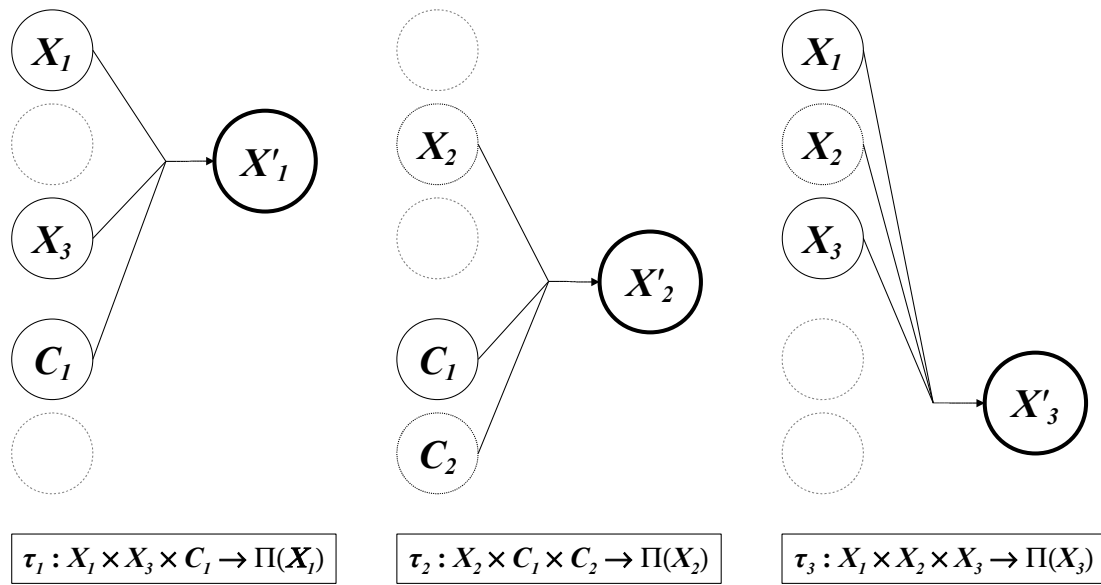 X₁
X₃
C₁
X'₁
τ₁ : X₁ × X₃ × C₁ → Π(X₁)
X₂
C₁
C₂
X'₂
τ₂ : X₂ × C₁ × C₂ → Π(X₂)
X₁
X₂
X₃
X'₃
τ₃ : X₁ × X₂ × X₃ → Π(X₃)